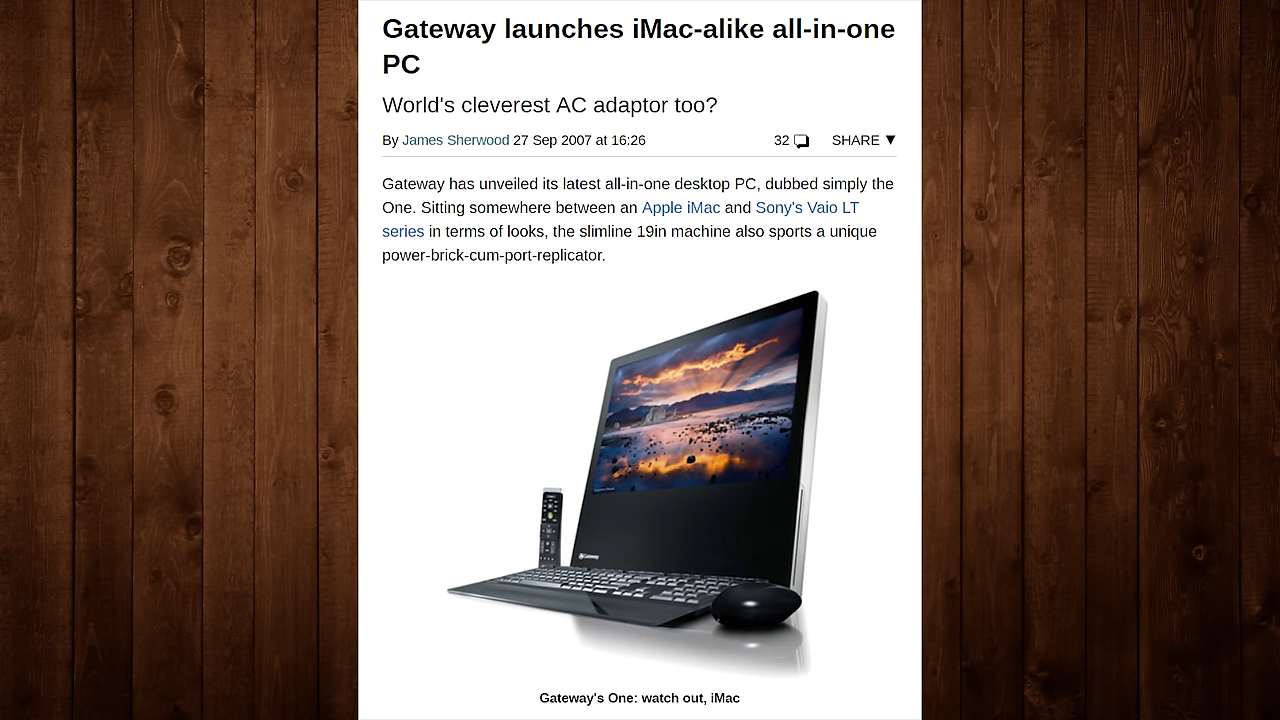 Gateway launches iMac-alike all-in-one
PC
World's cleverest AC adaptor too?
By James Sherwood 27 Sep 2007 at 16:26 32 SHARE ▼
Gateway has unveiled its latest all-in-one desktop PC, dubbed simply the
One. Sitting somewhere between an Apple iMac and Sony's Vaio LT
series in terms of looks, the slimline 19in machine also sports a unique
power-brick-cum-port-replicator.
Gateway
Gateway's One: watch out, iMac